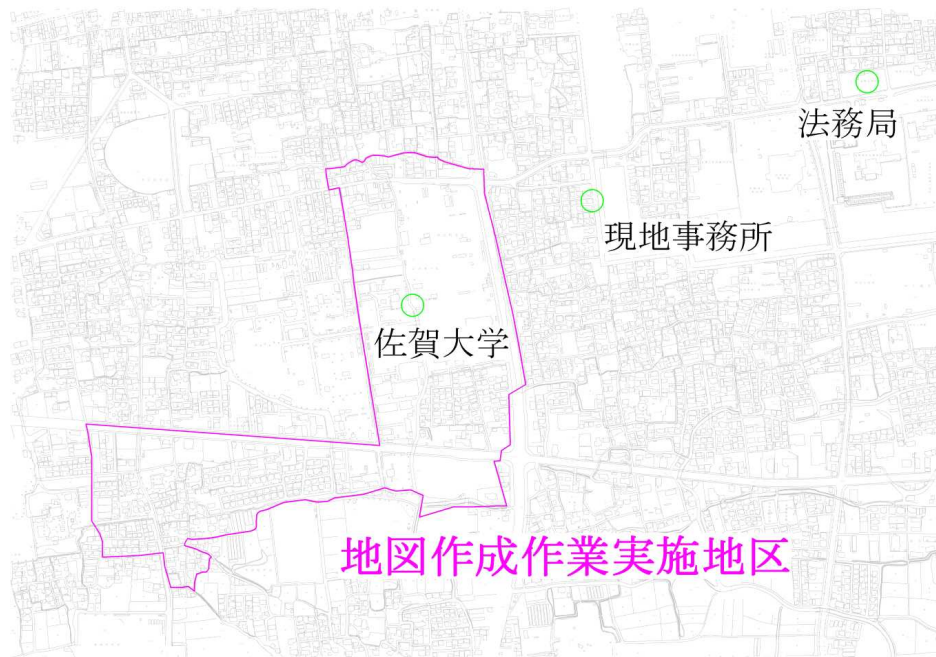 法務局
現地事務所
佐賀大学
地図作成作業実施地区